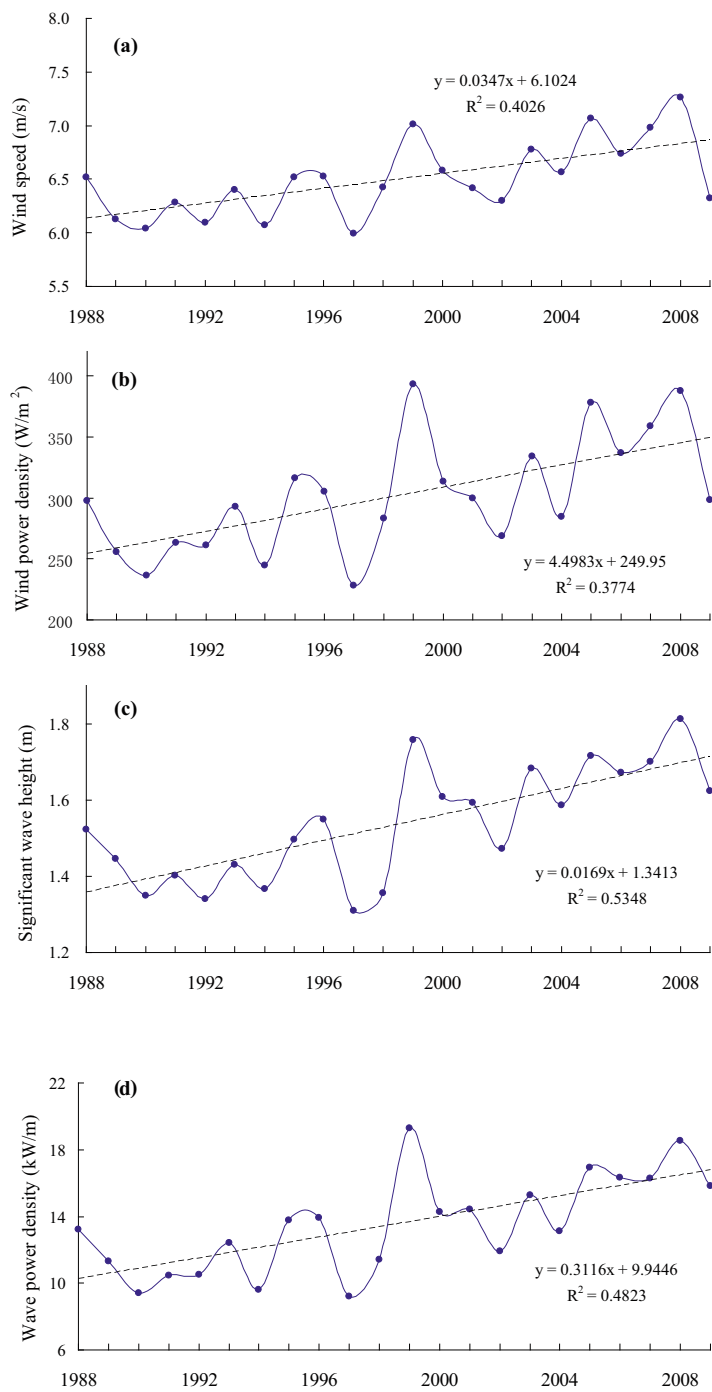 (a)
8.0
7.5
7.0
6.5
6.0
5.5
Wind speed (m/s)
y = 0.0347x + 6.1024
R² = 0.4026
1988 1992 1996 2000 2004 2008
(b)
400
350
300
250
200
Wind power density (W/m²)
y = 4.4983x + 249.95
R² = 0.3774
1988 1992 1996 2000 2004 2008
(c)
1.8
1.6
1.4
1.2
Significant wave height (m)
y = 0.0169x + 1.3413
R² = 0.5348
1988 1992 1996 2000 2004 2008
(d)
22
18
14
10
6
Wave power density (kW/m)
y = 0.3116x + 9.9446
R² = 0.4823
1988 1992 1996 2000 2004 2008